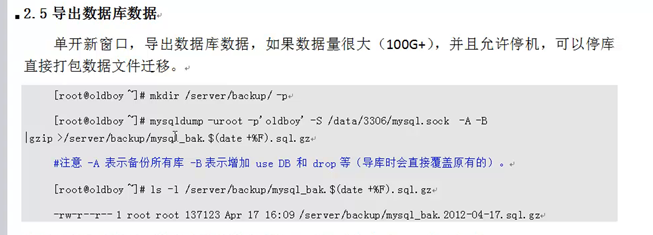 2.5 导出数据库数据
单开新窗口，导出数据库数据，如果数据量很大（100G+），并且允许停机，可以停库
直接打包数据文件迁移。
[root@oldboy ~]# mkdir /server/backup/ -p
[root@oldboy ~]# mysqldump -uroot -p'oldboy' -S /data/3306/mysql.sock -A -B
|gzip >/server/backup/mysql_bak.$(date +%F).sql.gz
#注意 -A 表示备份所有库 -B 表示增加 use DB 和 drop 等（导库时会直接覆盖原有的）。
[root@oldboy ~]# ls -l /server/backup/mysql_bak.$(date +%F).sql.gz
-rw-r--r-- 1 root root 137123 Apr 17 16:09 /server/backup/mysql_bak.2012-04-17.sql.gz